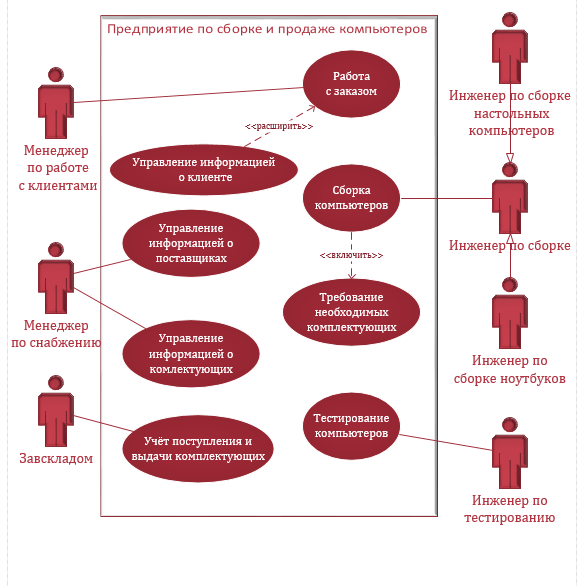 Предприятие по сборке и продаже компьютеров
Работа
с заказом
<<расширить>>
Управление информацией
о клиенте
Сборка
компьютеров
Управление
информацией о
поставщиках
<<включить>>
Требование
необходимых
комплектующих
Управление
информацией о
комлектующих
Тестирование
компьютеров
Учёт поступления и
выдачи комплектующих
Менеджер
по работе
с клиентами
Менеджер
по снабжению
Завскладом
Инженер по сборке
настольных
компьютеров
Инженер по сборке
Инженер по
сборке ноутбуков
Инженер по
тестированию